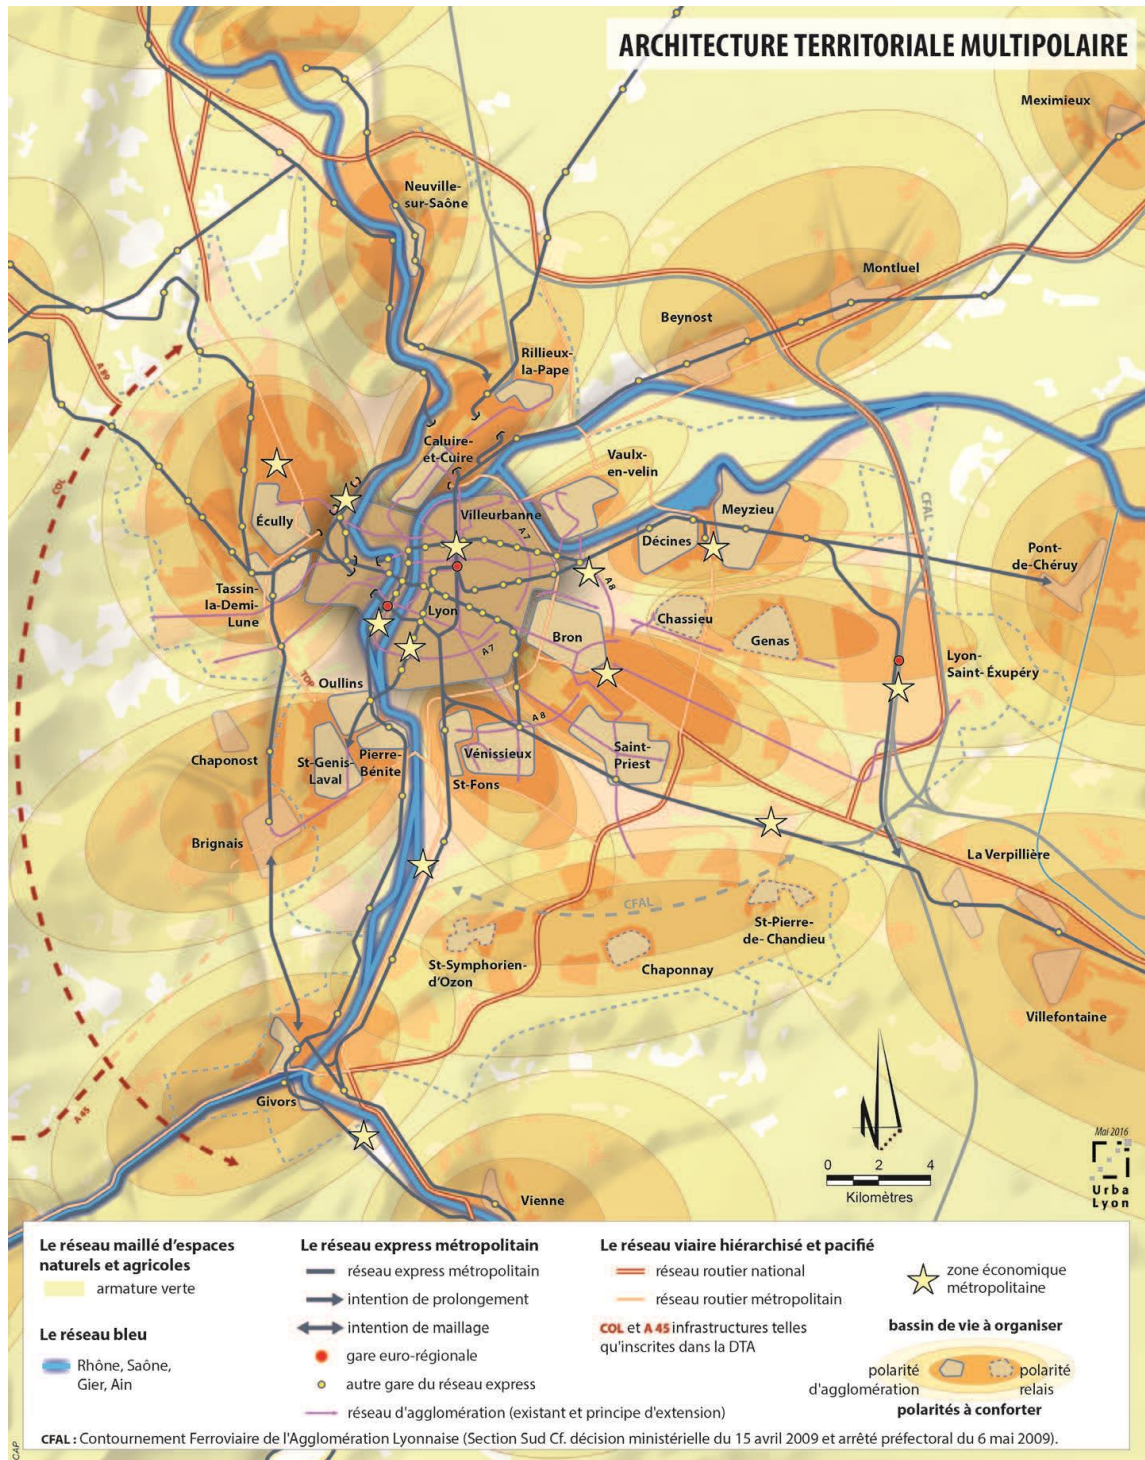 ARCHITECTURE TERRITORIALE MULTIPOLAIRE
Meximieux
Neuville-
sur-Saône
Montluel
Beynost
Rillieux-
la-Pape
A 89
COL
Caluire-
et-Cuire
Vaulx-
en-velin
Villeurbanne
Meyzieu
Écully
A 7
Décines
CFAL
Pont-
de-Chéruy
Tassin-
la-Demi-
Lune
Lyon
A 8
Chassieu
Bron
Genas
A 7
Lyon-
Saint-Éxupéry
TOP
Oullins
A 8
Chaponost
St-Genis-
Laval
Pierre-
Bénite
Vénissieux
Saint-
Priest
St-Fons
Brignais
La Verpillière
CFAL
St-Pierre-
de- Chandieu
St-Symphorien-
d'Ozon
Chaponnay
Villefontaine
Givors
A 45
Vienne
N
0 2 4
Kilomètres
Mai 2016
Urba
Lyon
Le réseau maillé d'espaces
naturels et agricoles
armature verte
Le réseau bleu
Rhône, Saône,
Gier, Ain
Le réseau express métropolitain
réseau express métropolitain
intention de prolongement
intention de maillage
gare euro-régionale
autre gare du réseau express
réseau d'agglomération (existant et principe d'extension)
Le réseau viaire hiérarchisé et pacifié
réseau routier national
réseau routier métropolitain
COL et A 45 infrastructures telles
qu'inscrites dans la DTA
zone économique
métropolitaine
bassin de vie à organiser
polarité
d'agglomération
polarité
relais
polarités à conforter
CFAL : Contournement Ferroviaire de l'Agglomération Lyonnaise (Section Sud Cf. décision ministérielle du 15 avril 2009 et arrêté préfectoral du 6 mai 2009).
CAP